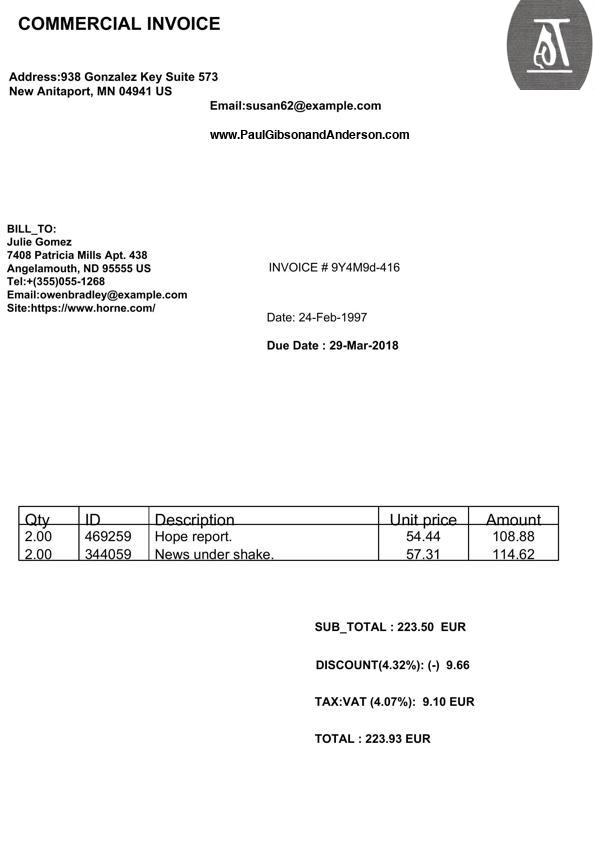 COMMERCIAL INVOICE
Address:938 Gonzalez Key Suite 573
New Anitaport, MN 04941 US
Email:susan62@example.com
www.PaulGibsonandAnderson.com
BILL_TO:
Julie Gomez
7408 Patricia Mills Apt. 438
Angelamouth, ND 95555 US
Tel:+(355)055-1268
Email:owenbradley@example.com
Site:https://www.horne.com/
INVOICE # 9Y4M9d-416
Date: 24-Feb-1997
Due Date : 29-Mar-2018
Qty ID Description Unit price Amount
2.00 469259 Hope report. 54.44 108.88
2.00 344059 News under shake. 57.31 114.62
SUB_TOTAL : 223.50 EUR
DISCOUNT(4.32%): (-) 9.66
TAX:VAT (4.07%): 9.10 EUR
TOTAL : 223.93 EUR